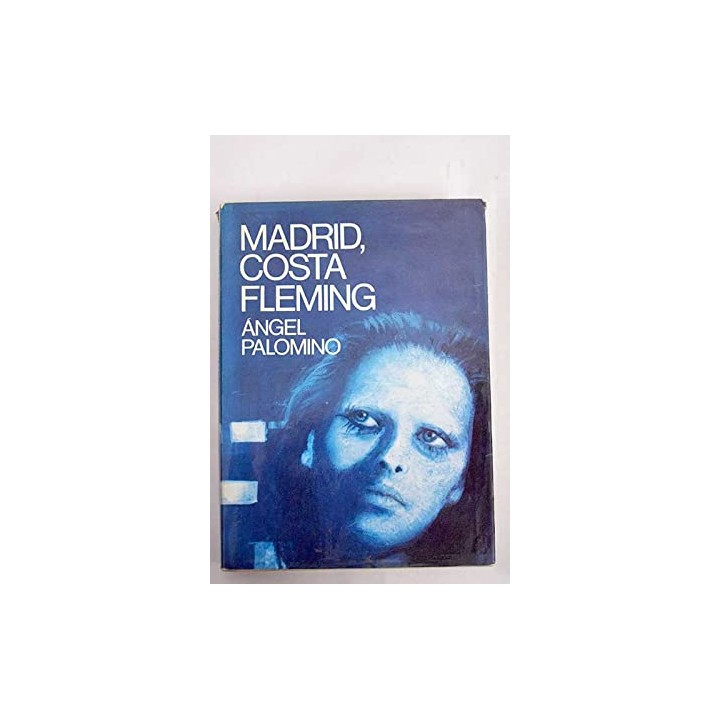 MADRID,
COSTA
FLEMING
ÁNGEL
PALOMINO